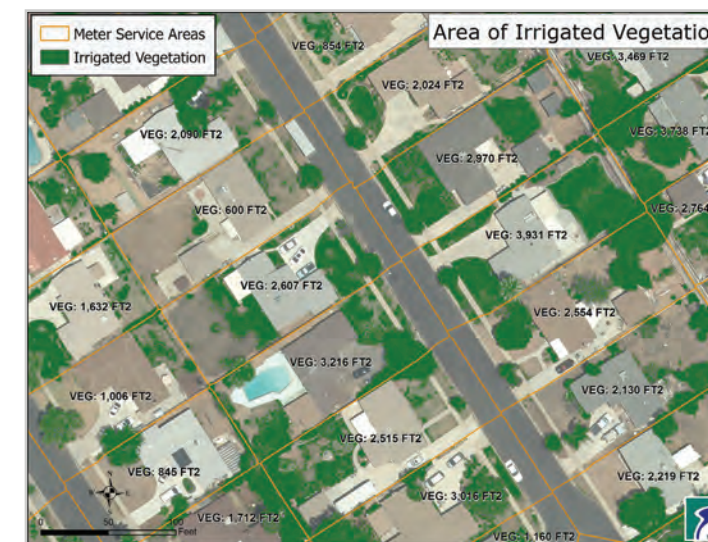 Meter Service Areas
Irrigated Vegetation
Area of Irrigated Vegetatio
VEG: 854 FT2
VEG: 3,469 FT2
VEG: 2,024 FT2
VEG: 2,090 FT2
VEG: 3,738 FT2
VEG: 2,970 FT2
VEG: 600 FT2
VEG: 2,764
VEG: 3,931 FT2
VEG: 2,607 FT2
VEG: 1,632 FT2
VEG: 2,554 FT2
VEG: 3,216 FT2
VEG: 2,130 FT2
VEG: 1,006 FT2
VEG: 2,515 FT2
VEG: 845 FT2
VEG: 2,219 FT2
N
W E
S
VEG: 3,016 FT2
VEG: 1,712 FT2
0 50 100
Feet
VEG: 1,160 FT2